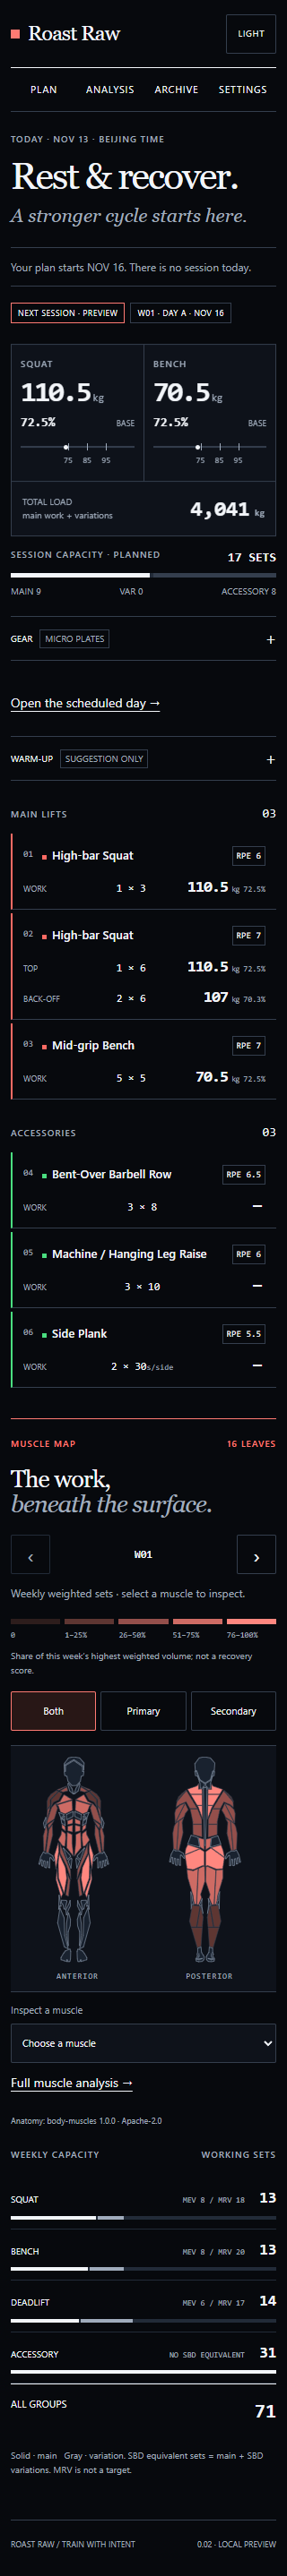 Roast Raw
LIGHT
PLAN ANALYSIS ARCHIVE SETTINGS
TODAY · NOV 13 · BEIJING TIME
Rest & recover.
A stronger cycle starts here.
Your plan starts NOV 16. There is no session today.
NEXT SESSION · PREVIEW W01 · DAY A · NOV 16
SQUAT BENCH
110.5kg 70.5kg
72.5% BASE 72.5% BASE
75 85 95 75 85 95
TOTAL LOAD
main work + variations
4,041 kg
SESSION CAPACITY · PLANNED 17 SETS
MAIN 9 VAR 0 ACCESSORY 8
GEAR MICRO PLATES +
Open the scheduled day →
WARM-UP SUGGESTION ONLY +
MAIN LIFTS 03
01 High-bar Squat RPE 6
WORK 1 × 3 110.5 kg 72.5%
02 High-bar Squat RPE 7
TOP 1 × 6 110.5 kg 72.5%
BACK-OFF 2 × 6 107 kg 70.3%
03 Mid-grip Bench RPE 7
WORK 5 × 5 70.5 kg 72.5%
ACCESSORIES 03
04 Bent-Over Barbell Row RPE 6.5
WORK 3 × 8 —
05 Machine / Hanging Leg Raise RPE 6
WORK 3 × 10 —
06 Side Plank RPE 5.5
WORK 2 × 30s/side —
MUSCLE MAP 16 LEAVES
The work,
beneath the surface.
‹ W01 ›
Weekly weighted sets · select a muscle to inspect.
0 1–25% 26–50% 51–75% 76–100%
Share of this week's highest weighted volume; not a recovery
score.
Both Primary Secondary
ANTERIOR POSTERIOR
Inspect a muscle
Choose a muscle
Full muscle analysis →
Anatomy: body-muscles 1.0.0 · Apache-2.0
WEEKLY CAPACITY WORKING SETS
SQUAT MEV 8 / MRV 18 13
BENCH MEV 8 / MRV 20 13
DEADLIFT MEV 6 / MRV 17 14
ACCESSORY NO SBD EQUIVALENT 31
ALL GROUPS 71
Solid · main Gray · variation. SBD equivalent sets = main + SBD
variations. MRV is not a target.
ROAST RAW / TRAIN WITH INTENT 0.02 · LOCAL PREVIEW